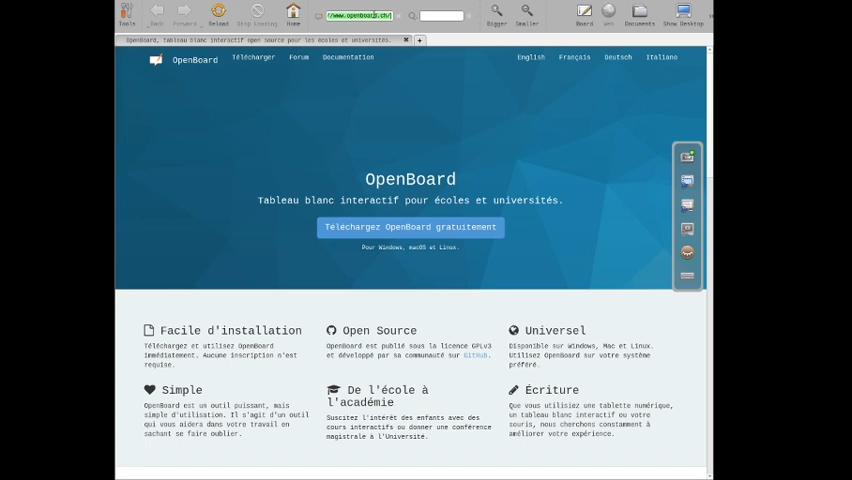 //www.openboard.ch/
Tools
Back
Forward
Reload
Stop Loading
Home
Bigger
Smaller
Board
Web
Documents
Show Desktop
OpenBoard, tableau blanc interactif open source pour les écoles et universités.
OpenBoard
Télécharger
Forum
Documentation
English
Français
Deutsch
Italiano
OpenBoard
Tableau blanc interactif pour écoles et universités.
Téléchargez OpenBoard gratuitement
Pour Windows, macOS et Linux.
Facile d'installation
Téléchargez et utilisez OpenBoard
immédiatement. Aucune inscription n'est
requise.
Open Source
OpenBoard est publié sous la licence GPLv3
et développé par sa communauté sur GitHub.
Universel
Disponible sur Windows, Mac et Linux.
Utilisez OpenBoard sur votre système
préféré.
Simple
OpenBoard est un outil puissant, mais
simple d'utilisation. Il s'agit d'un outil
qui vous aidera dans votre travail en
sachant se faire oublier.
De l'école à
l'académie
Suscitez l'intérêt des enfants avec des
cours interactifs ou donner une conférence
magistrale à l'Université.
Écriture
Que vous utilisiez une tablette numérique,
un tableau blanc interactif ou votre
souris, nous cherchons constamment à
améliorer votre expérience.